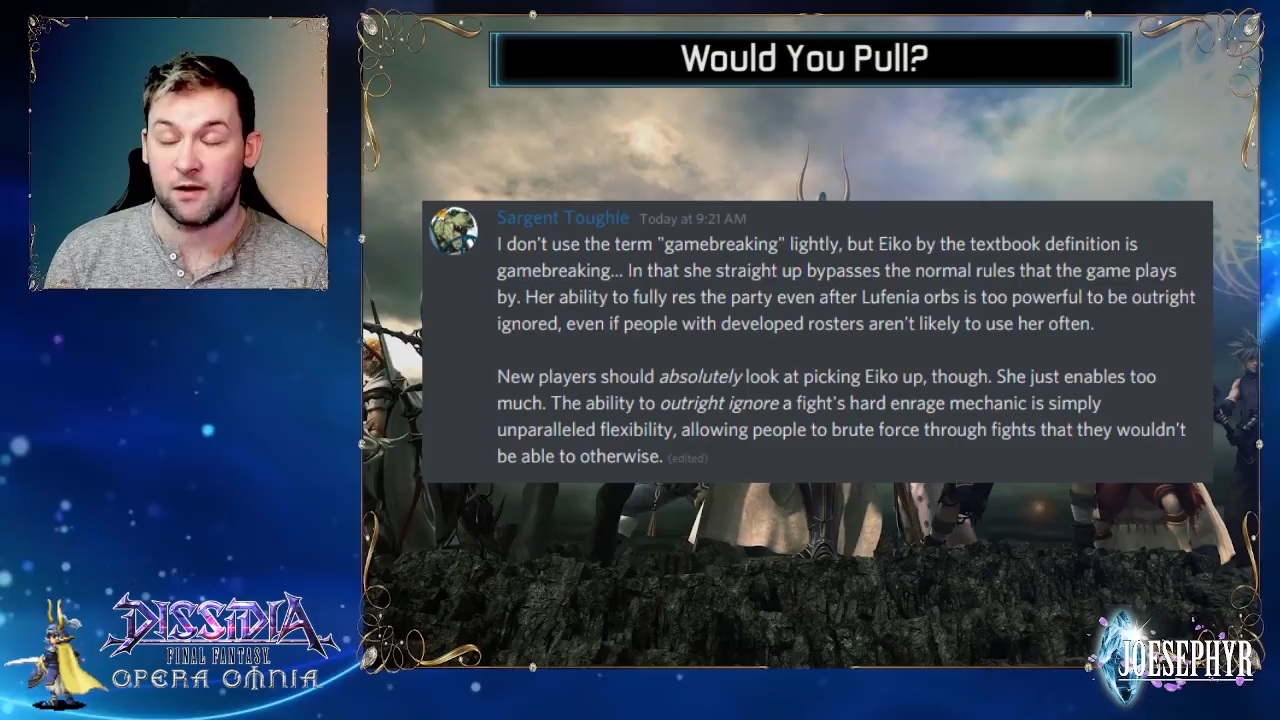 Would You Pull?
Sargent Toughie Today at 9:21 AM
I don't use the term "gamebreaking" lightly, but Eiko by the textbook definition is
gamebreaking... In that she straight up bypasses the normal rules that the game plays
by. Her ability to fully res the party even after Lufenia orbs is too powerful to be outright
ignored, even if people with developed rosters aren't likely to use her often.
New players should absolutely look at picking Eiko up, though. She just enables too
much. The ability to outright ignore a fight's hard enrage mechanic is simply
unparalleled flexibility, allowing people to brute force through fights that they wouldn't
be able to otherwise. (edited)
DISSIDIA
FINAL FANTASY
OPERA OMNIA
JOESEPHYR